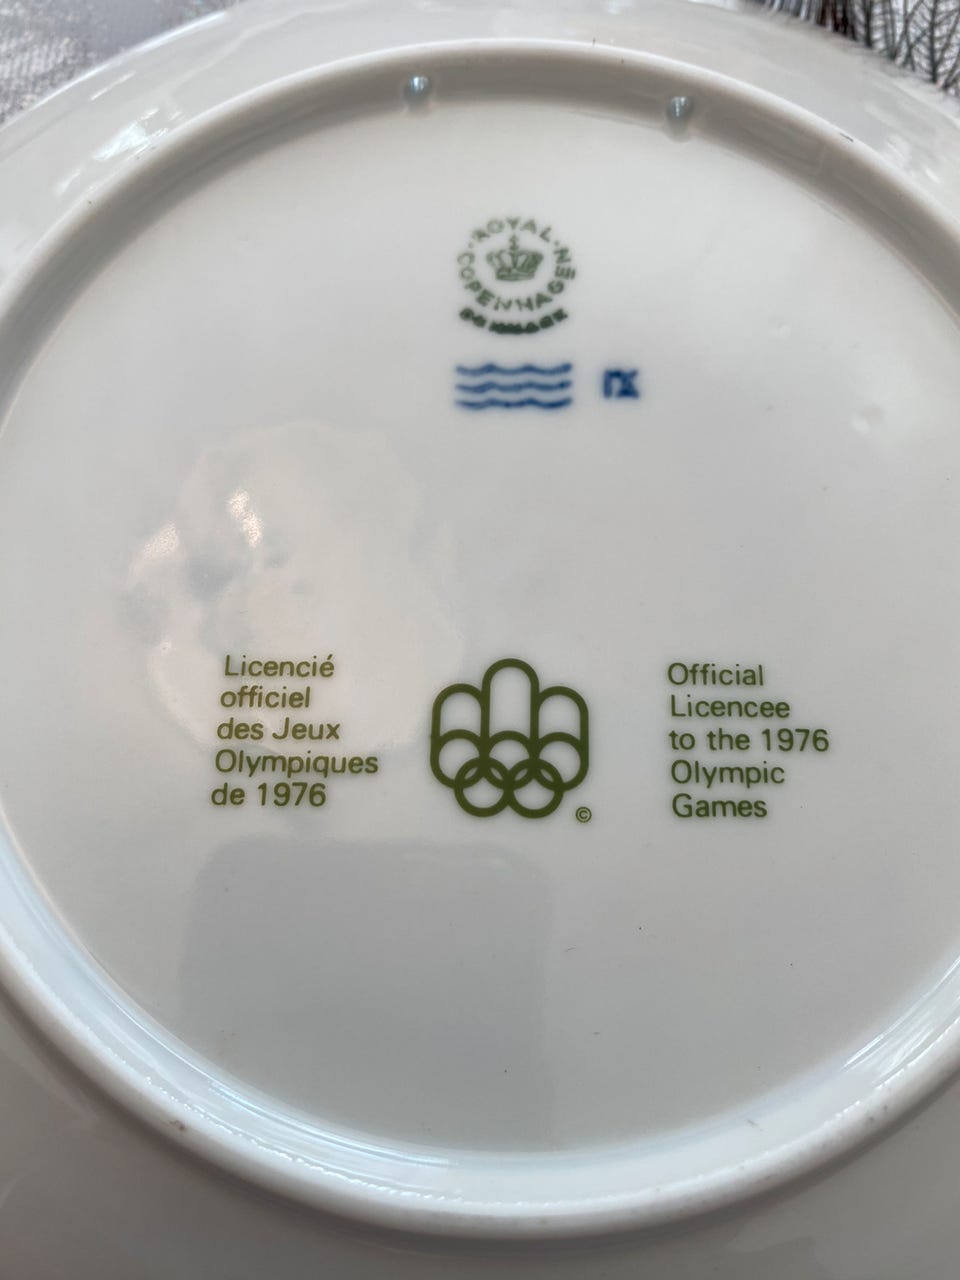 ROYAL COPENHAGEN
DENMARK
Licencié
officiel
des Jeux
Olympiques
de 1976
©
Official
Licencee
to the 1976
Olympic
Games